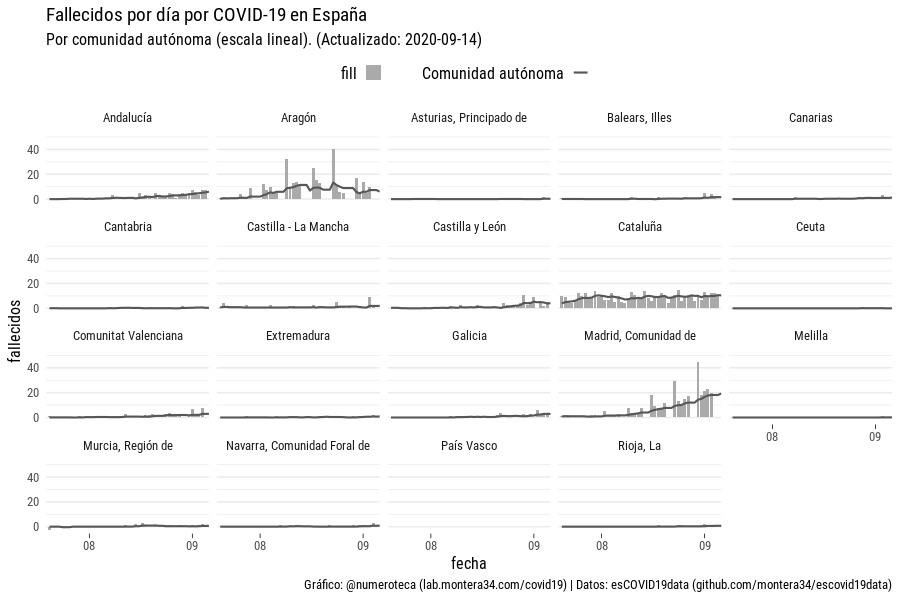 Fallecidos por día por COVID-19 en España
Por comunidad autónoma (escala lineal). (Actualizado: 2020-09-14)
fill Comunidad autónoma
Andalucía Aragón Asturias, Principado de Balears, Illes Canarias
40
20
0
Cantabria Castilla - La Mancha Castilla y León Cataluña Ceuta
40
20
0
fallecidos
Comunitat Valenciana Extremadura Galicia Madrid, Comunidad de Melilla
40
20
0
08 09
Murcia, Región de Navarra, Comunidad Foral de País Vasco Rioja, La
40
20
0
08 09 08 09 08 09 08 09
fecha
Gráfico: @numeroteca (lab.montera34.com/covid19) | Datos: esCOVID19data (github.com/montera34/escovid19data)